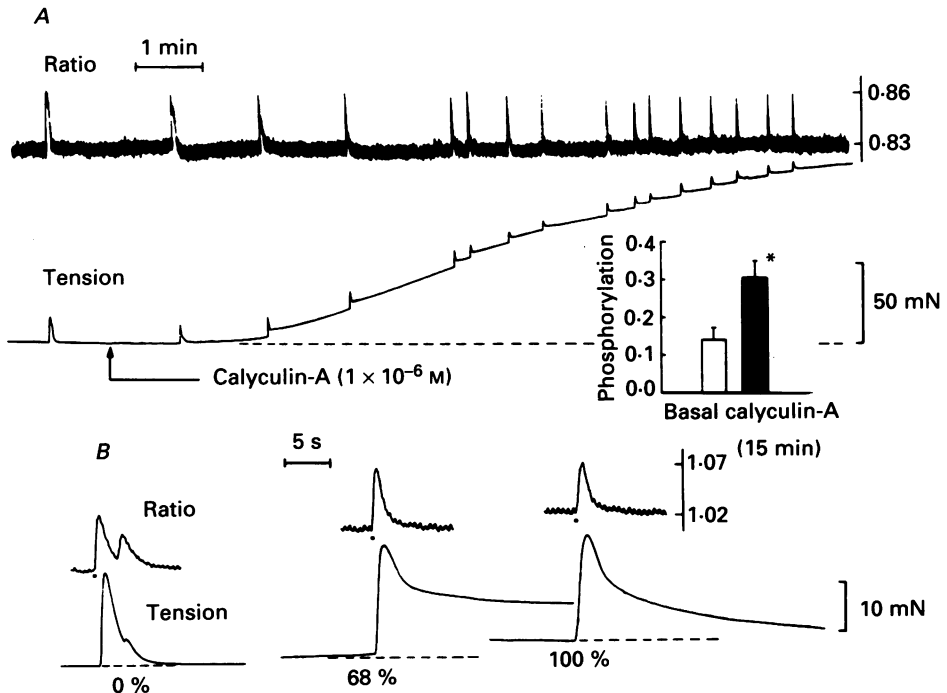 A
1 min
Ratio
0·86
0·83
Tension
Calyculin-A (1 × 10⁻⁶ M)
Phosphorylation
0·4
0·3
0·2
0·1
0·0
*
Basal calyculin-A
(15 min)
50 mN
B
5 s
Ratio
1·07
1·02
Tension
10 mN
0 %
68 %
100 %